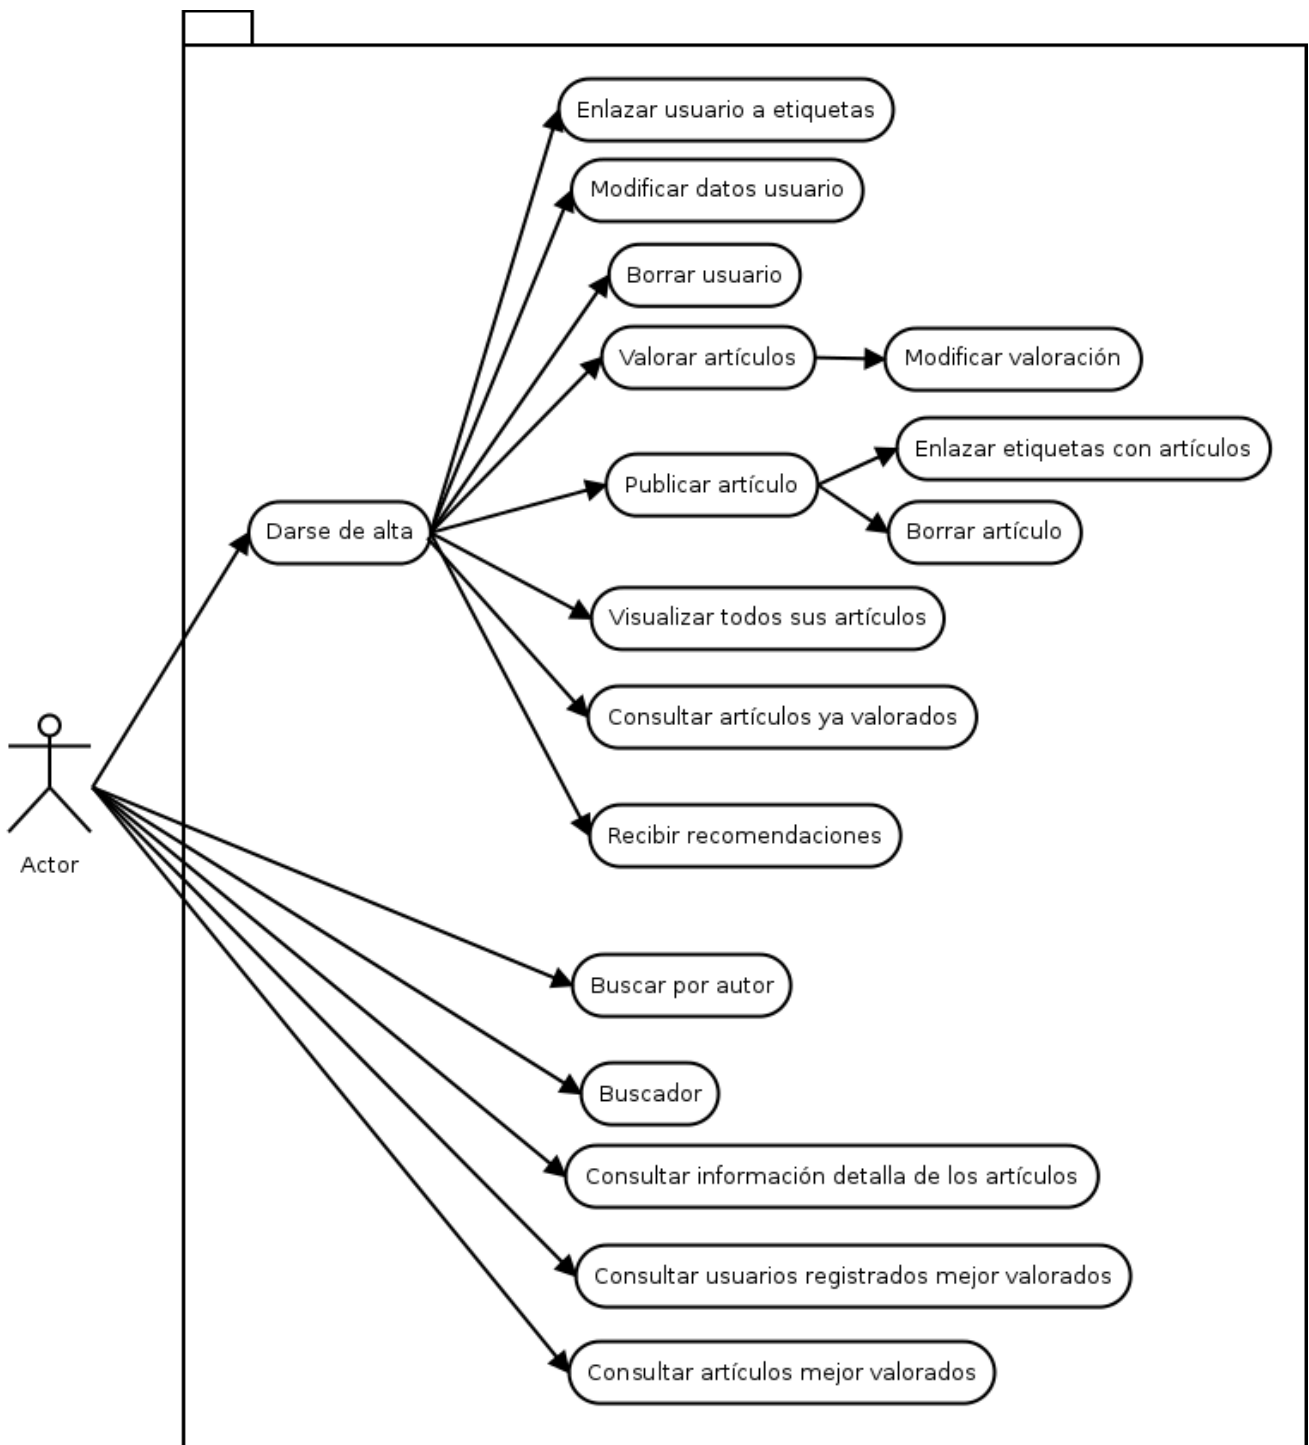 Enlazar usuario a etiquetas
Modificar datos usuario
Borrar usuario
Valorar artículos
Modificar valoración
Enlazar etiquetas con artículos
Publicar artículo
Borrar artículo
Darse de alta
Visualizar todos sus artículos
Consultar artículos ya valorados
Recibir recomendaciones
Actor
Buscar por autor
Buscador
Consultar información detalla de los artículos
Consultar usuarios registrados mejor valorados
Consultar artículos mejor valorados